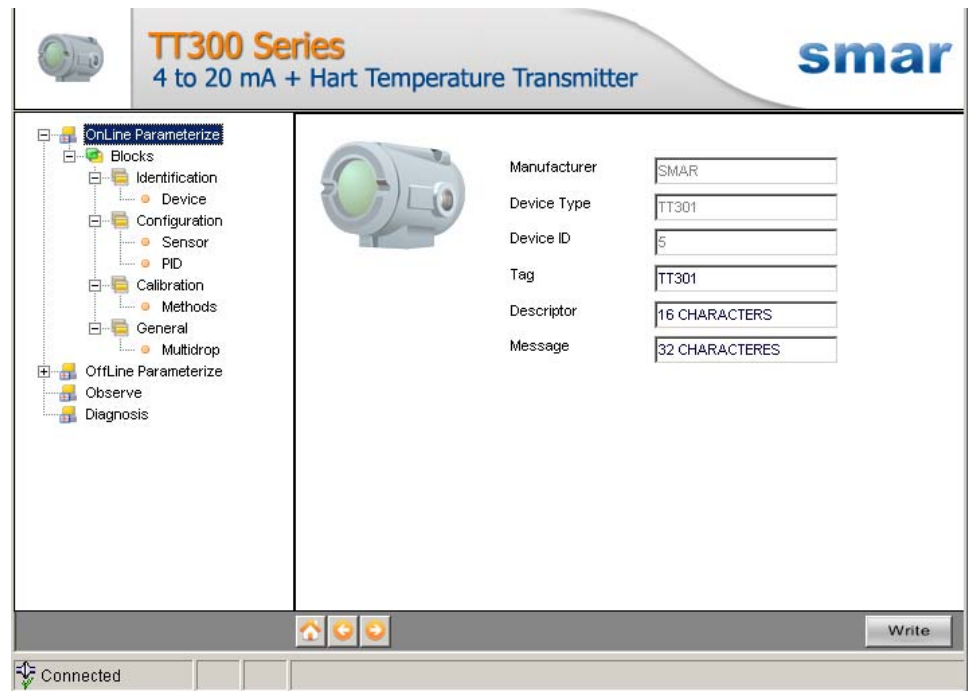 TT300 Series
4 to 20 mA + Hart Temperature Transmitter
smar
OnLine Parameterize
Blocks
Identification
Device
Configuration
Sensor
PID
Calibration
Methods
General
Multidrop
OffLine Parameterize
Observe
Diagnosis
Manufacturer SMAR
Device Type TT301
Device ID 5
Tag TT301
Descriptor 16 CHARACTERS
Message 32 CHARACTERES
Write
Connected